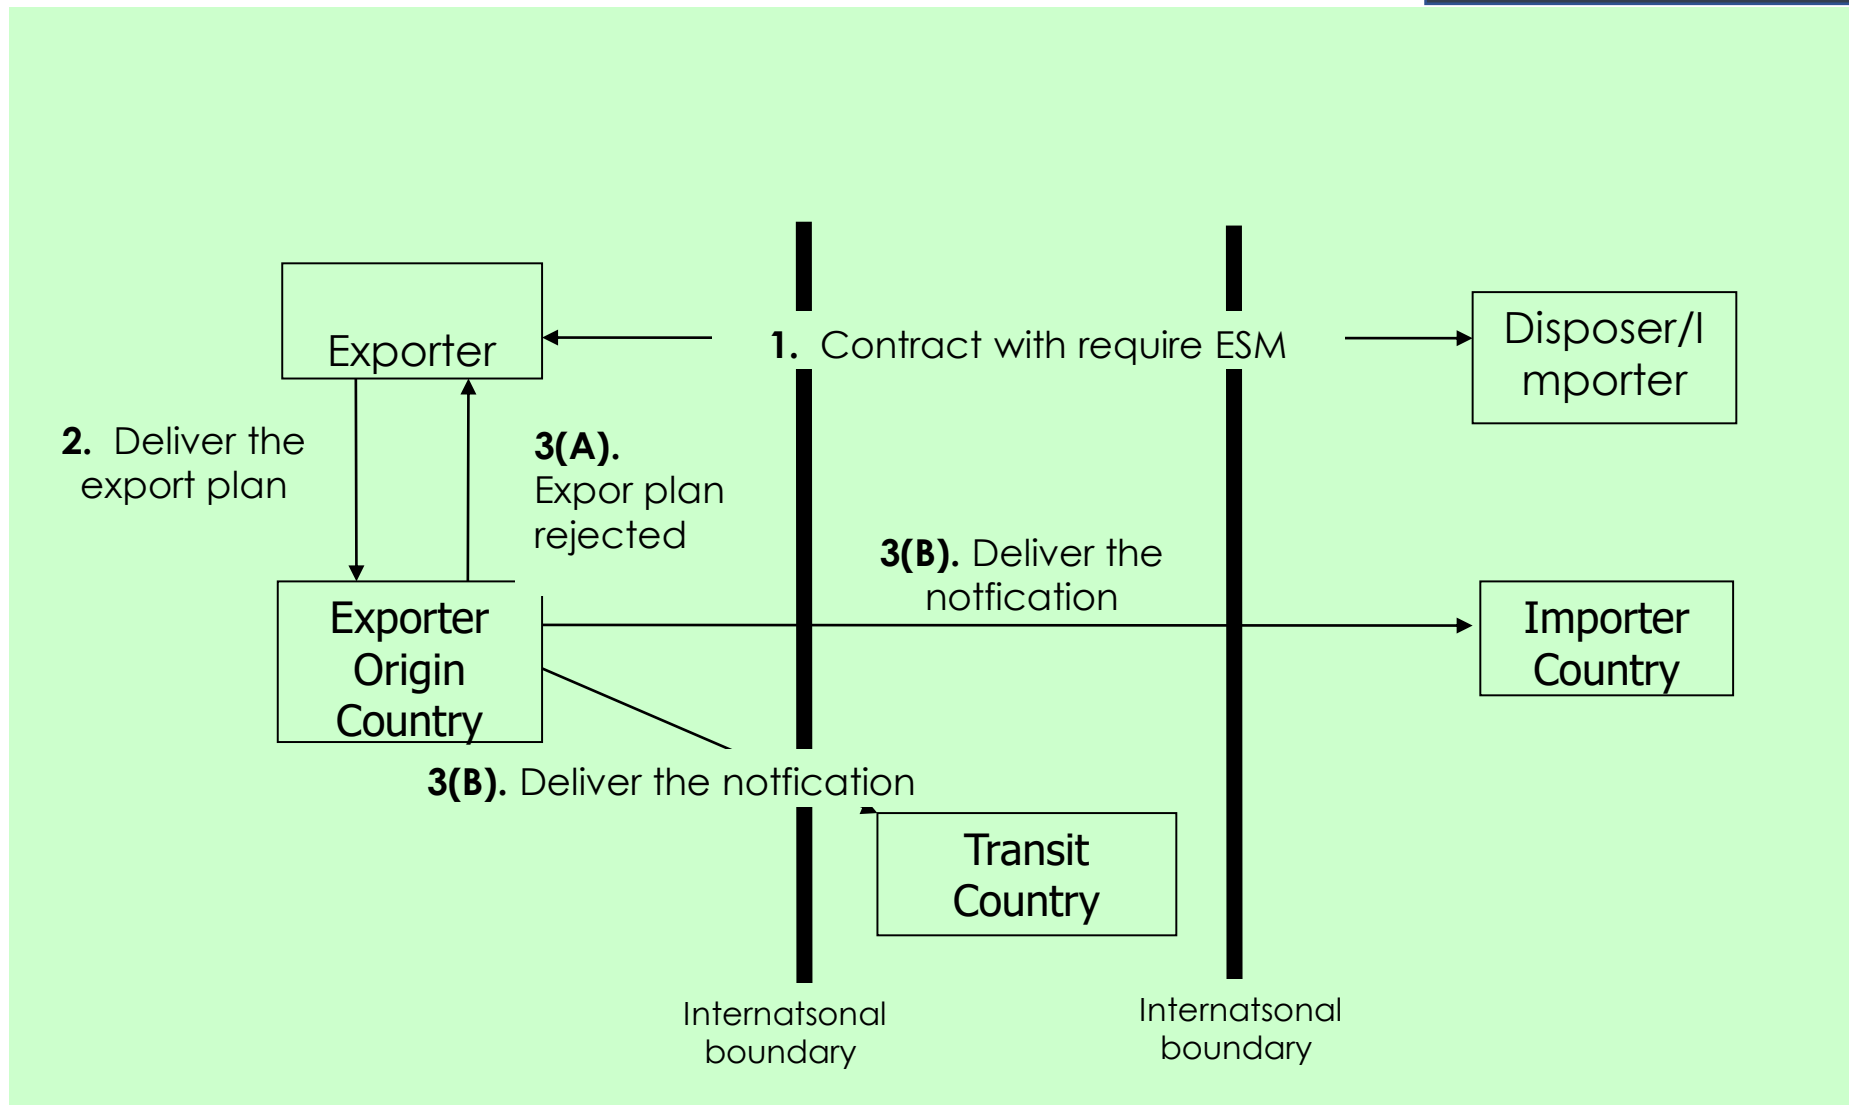 Exporter
1. Contract with require ESM
Disposer/I
mporter
2. Deliver the
export plan
3(A).
Expor plan
rejected
3(B). Deliver the
notfication
Exporter
Origin
Country
Importer
Country
3(B). Deliver the notfication
Transit
Country
Internatsonal
boundary
Internatsonal
boundary